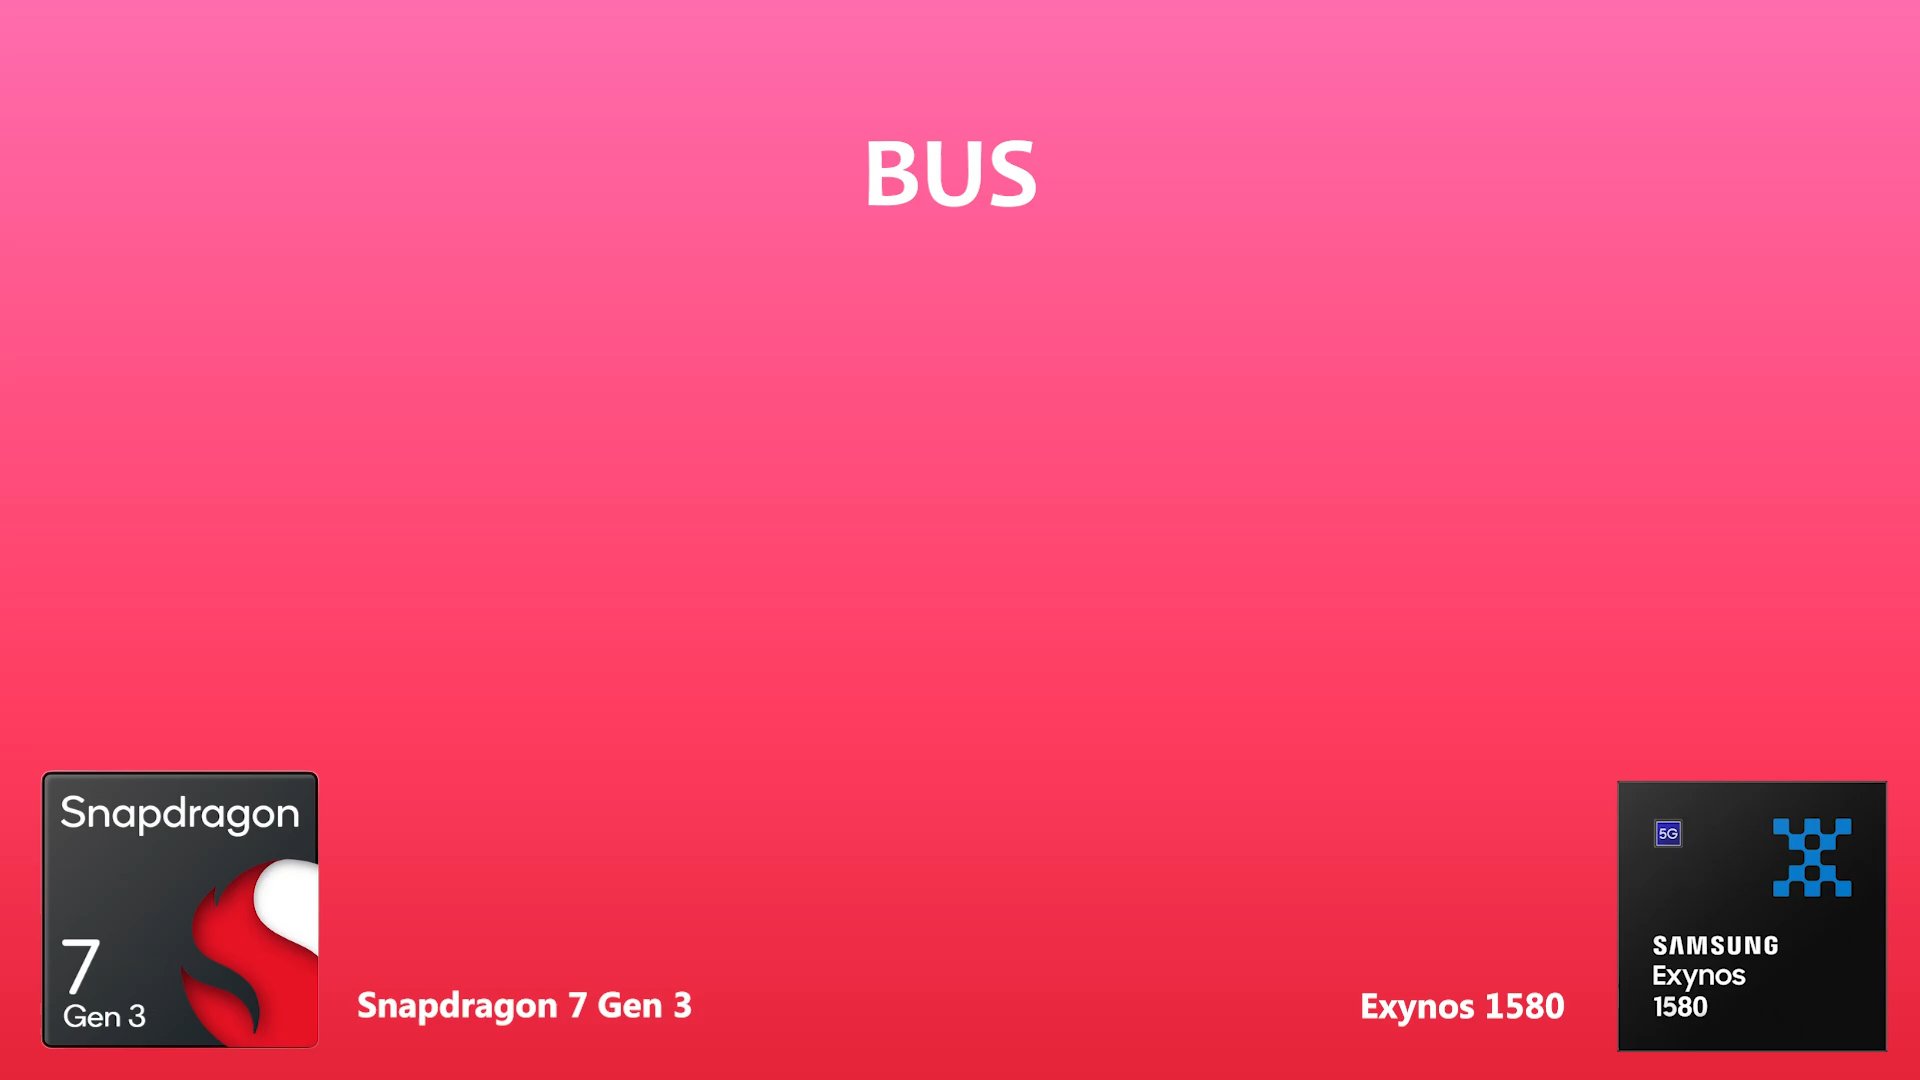 BUS
Snapdragon
7
Gen 3
Snapdragon 7 Gen 3
Exynos 1580
5G
SAMSUNG
Exynos
1580